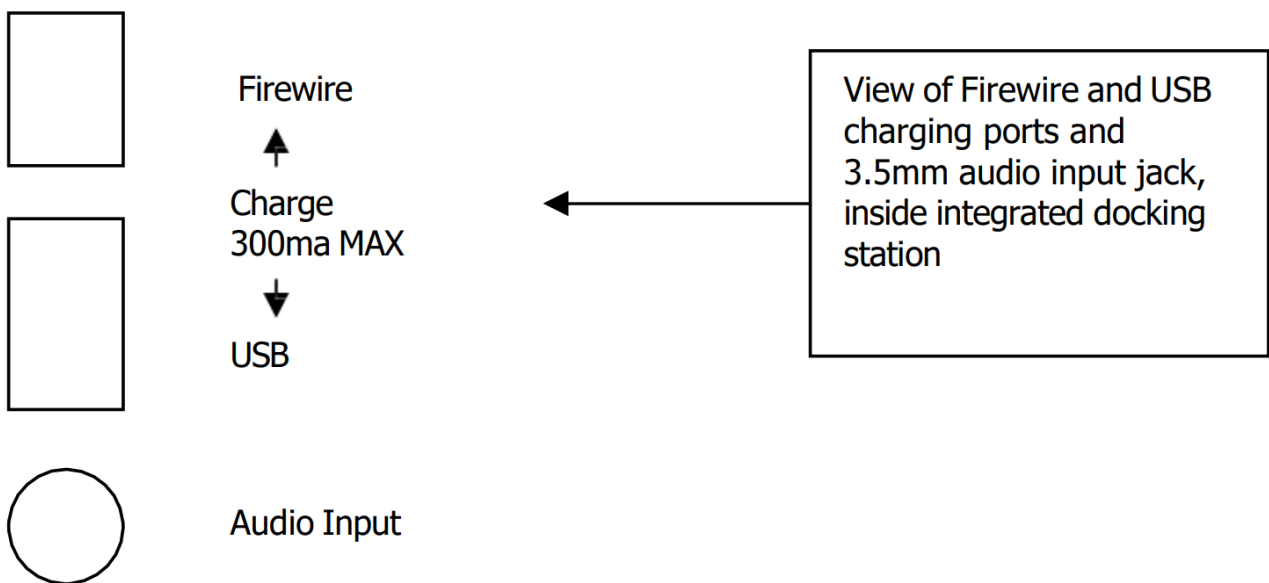 Firewire
Charge
300ma MAX
USB
Audio Input
View of Firewire and USB
charging ports and
3.5mm audio input jack,
inside integrated docking
station